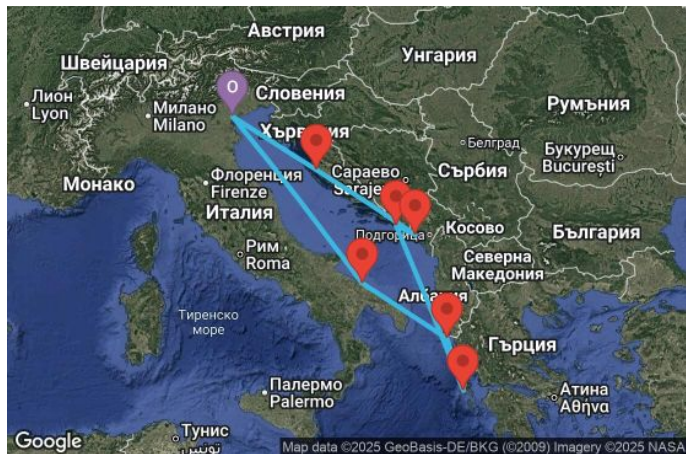 Австрия
Швейцария
Унгария
Лион
Lyon
Милано
Milano
О
Словения
Румъния
Хърватия
Белград
Букурещ
București
Монако
Флоренция
Firenze
Сараево
Sarajevo
Сърбия
Италия
Подгорица
Косово
България
Рим
Roma
Северна
Македония
Албания
Тиренско
море
Гърция
Палермо
Palermo
Атина
Αθήνα
Тунис
تونس
Google
Map data ©2025 GeoBasis-DE/BKG (©2009) Imagery ©2025 NASA